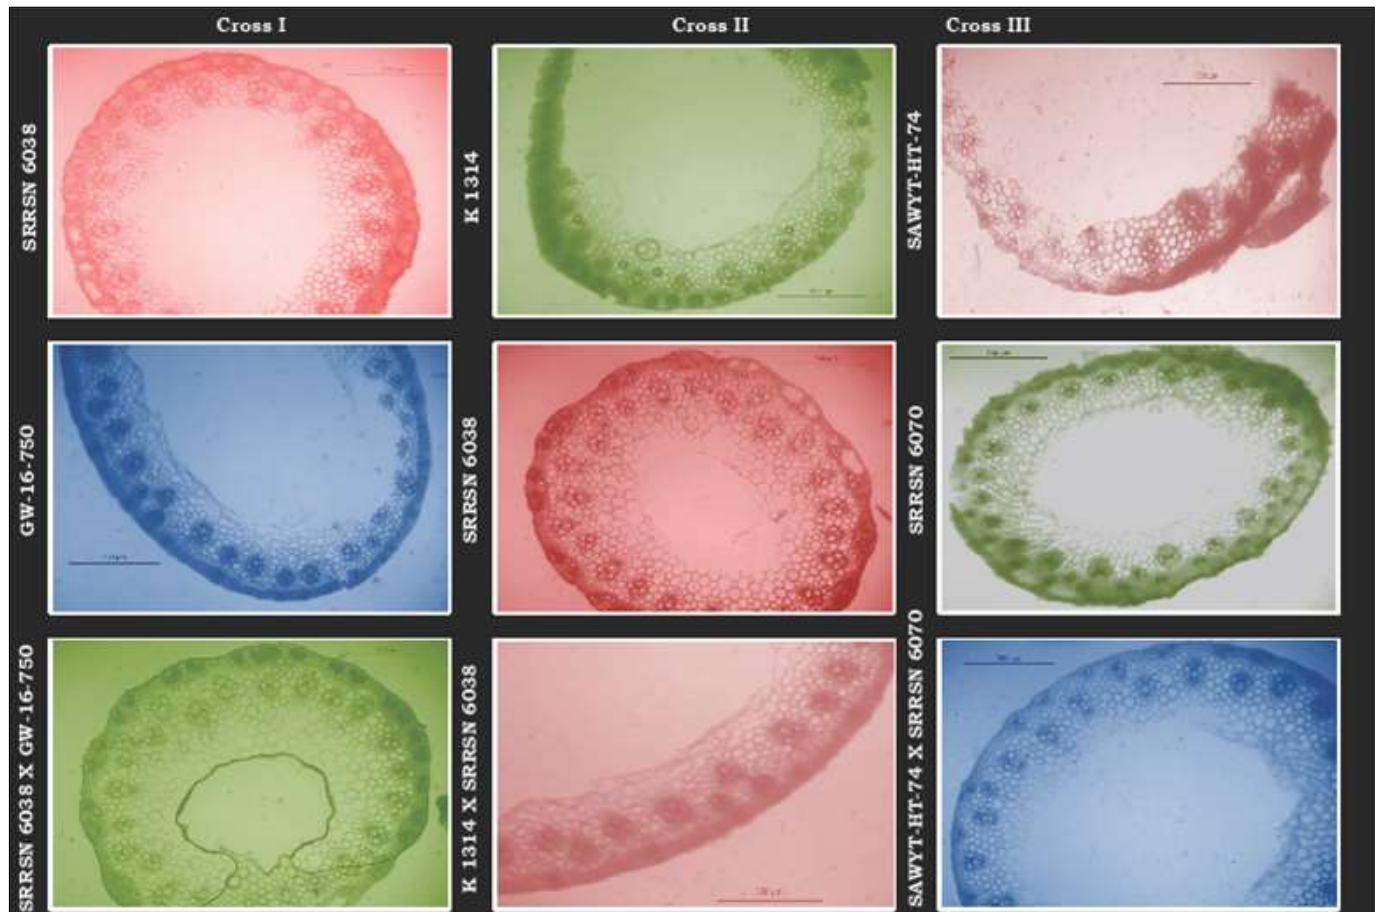 Cross I
Cross II
Cross III
SRRSN 6038
K 1314
SAWYT-HT-74
GW-16-750
SRRSN 6038
SRRSN 6070
SRRSN 6038 X GW-16-750
K 1314 X SRRSN 6038
SAWYT-HT-74 X SRRSN 6070